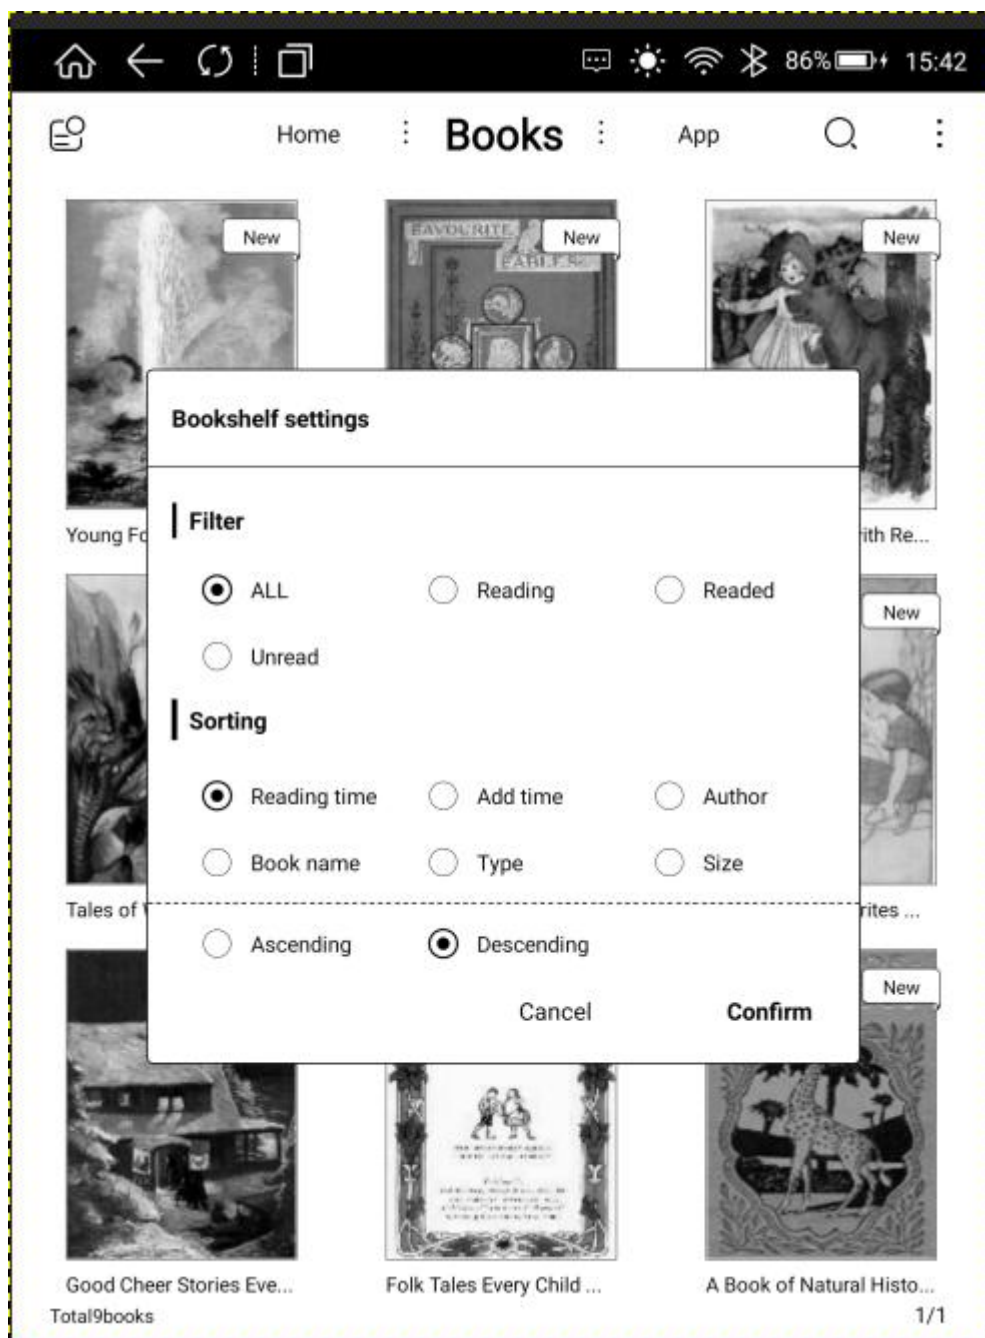 86% 15:42
Home Books App
New New New
FAVOURITE
FABLES
Bookshelf settings
Young Fo
ith Re...
Filter
ALL Reading Readed
New
Unread
Sorting
Reading time Add time Author
Book name Type Size
Tales of
rites ...
Ascending Descending
New
Cancel Confirm
Good Cheer Stories Eve... Folk Tales Every Child ... A Book of Natural Histo...
Total9books 1/1